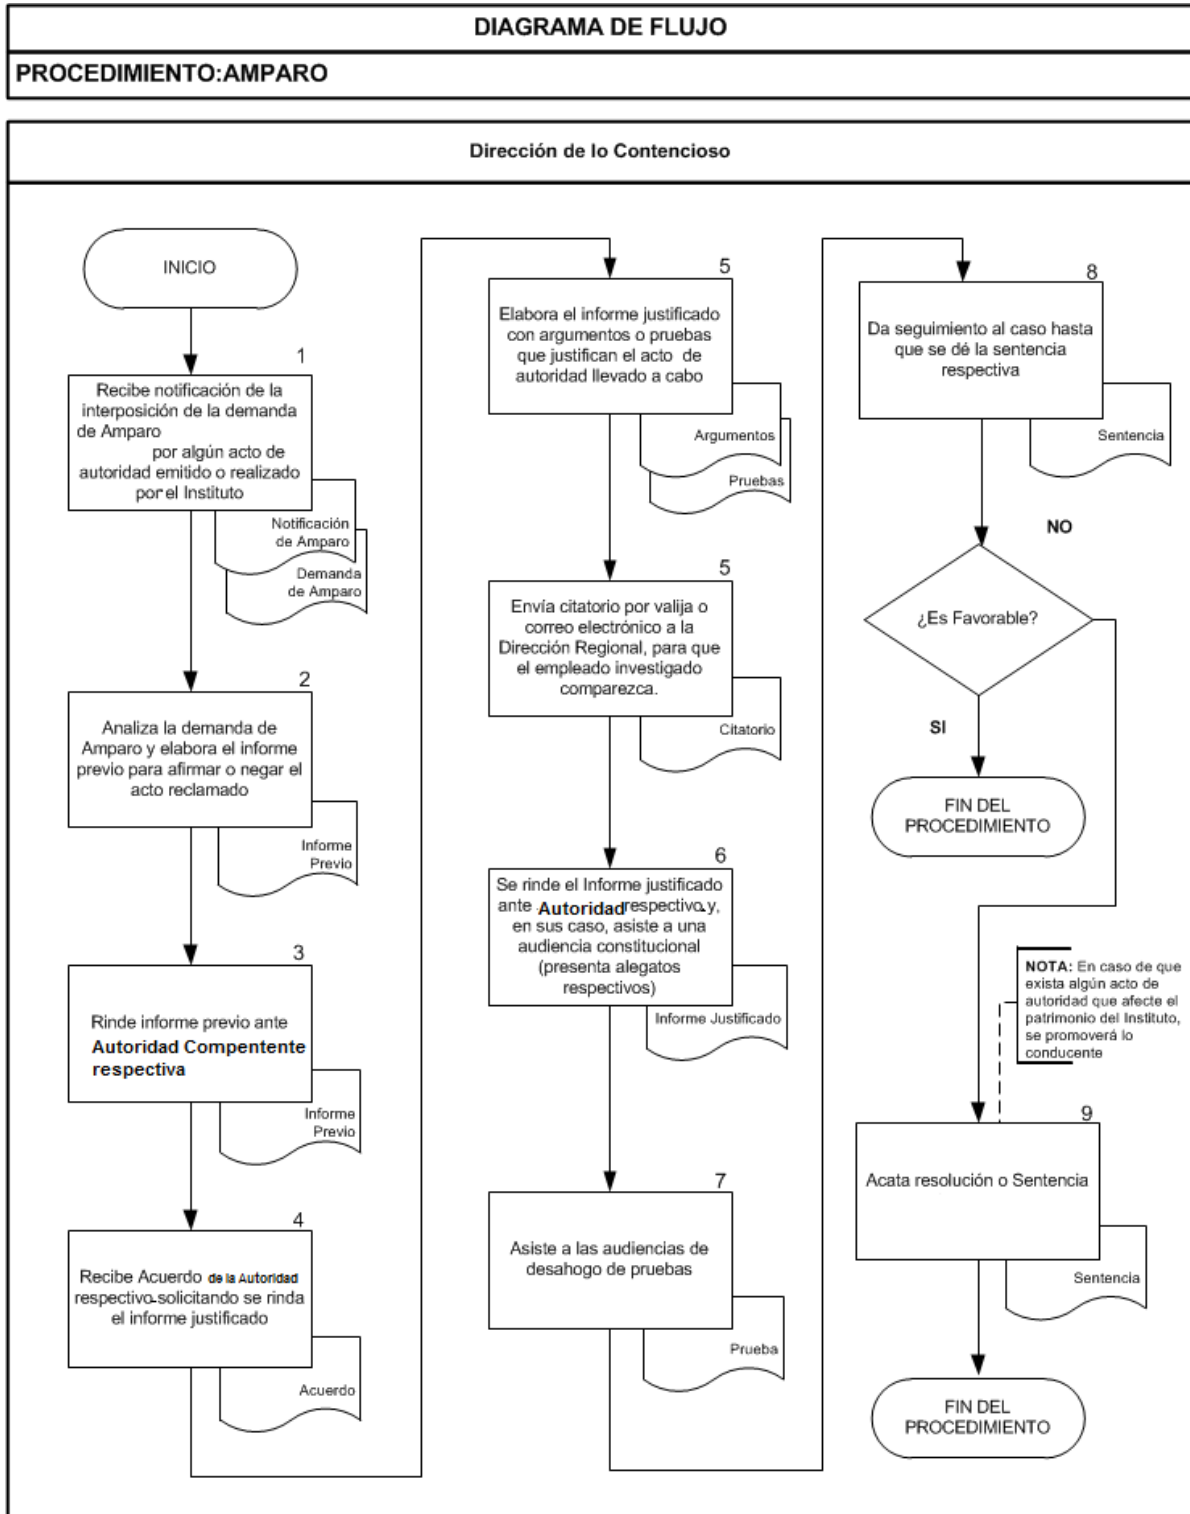 DIAGRAMA DE FLUJO
PROCEDIMIENTO:AMPARO
Dirección de lo Contencioso
INICIO
1
Recibe notificación de la
interposición de la demanda
de Amparo
por algún acto de
autoridad emitido o realizado
por el Instituto
Notificación
de Amparo
Demanda
de Amparo
2
Analiza la demanda de
Amparo y elabora el informe
previo para afirmar o negar el
acto reclamado
Informe
Previo
3
Rinde informe previo ante
Autoridad Compentente
respectiva
Informe
Previo
4
Recibe Acuerdo de la Autoridad
respectivo solicitando se rinda
el informe justificado
Acuerdo
5
Elabora el informe justificado
con argumentos o pruebas
que justifican el acto de
autoridad llevado a cabo
Argumentos
Pruebas
5
Envía citatorio por valija o
correo electrónico a la
Dirección Regional, para que
el empleado investigado
comparezca.
Citatorio
6
Se rinde el Informe justificado
ante Autoridad respectivo y,
en sus caso, asiste a una
audiencia constitucional
(presenta alegatos
respectivos)
Informe Justificado
7
Asiste a las audiencias de
desahogo de pruebas
Prueba
8
Da seguimiento al caso hasta
que se dé la sentencia
respectiva
Sentencia
NO
¿Es Favorable?
SI
FIN DEL
PROCEDIMIENTO
NOTA: En caso de que
exista algún acto de
autoridad que afecte el
patrimonio del Instituto,
se promoverá lo
conducente
9
Acata resolución o Sentencia
Sentencia
FIN DEL
PROCEDIMIENTO